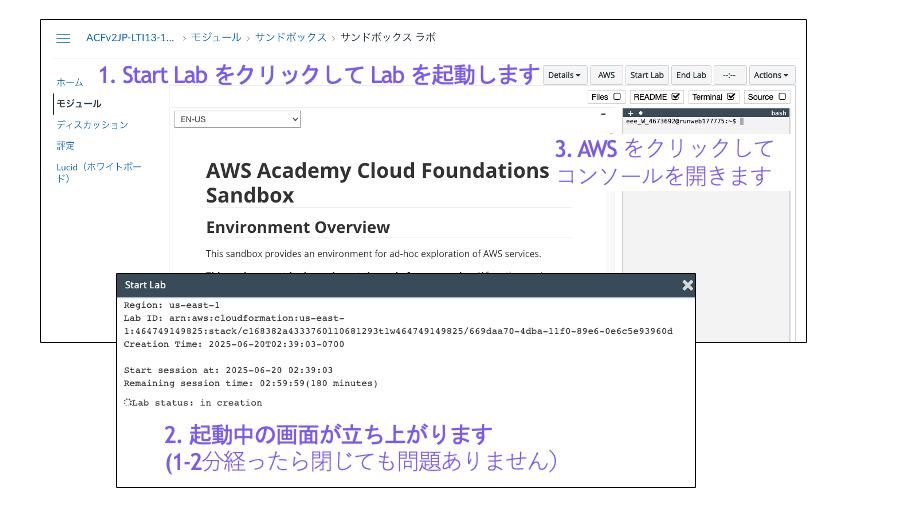 ACFv2JP-LTI13-1... > モジュール > サンドボックス > サンドボックス ラボ
1. Start Lab をクリックして Lab を起動します
Details AWS Start Lab End Lab --:-- Actions
ホーム
モジュール
ディスカッション
評定
Lucid（ホワイトボー
ド）
Files README Terminal Source
EN-US
bash
eee_W_4673692@runweb177775:~$
3. AWS をクリックして
コンソールを開きます
AWS Academy Cloud Foundations
Sandbox
Environment Overview
This sandbox provides an environment for ad-hoc exploration of AWS services.
Start Lab
Region: us-east-1
Lab ID: arn:aws:cloudformation:us-east-
1:464749149825:stack/c168382a4333760110681293t1w464749149825/669daa70-4dba-11f0-89e6-0e6c5e93960d
Creation Time: 2025-06-20T02:39:03-0700
Start session at: 2025-06-20 02:39:03
Remaining session time: 02:59:59(180 minutes)
Lab status: in creation
2. 起動中の画面が立ち上がります
(1-2分経ったら閉じても問題ありません）